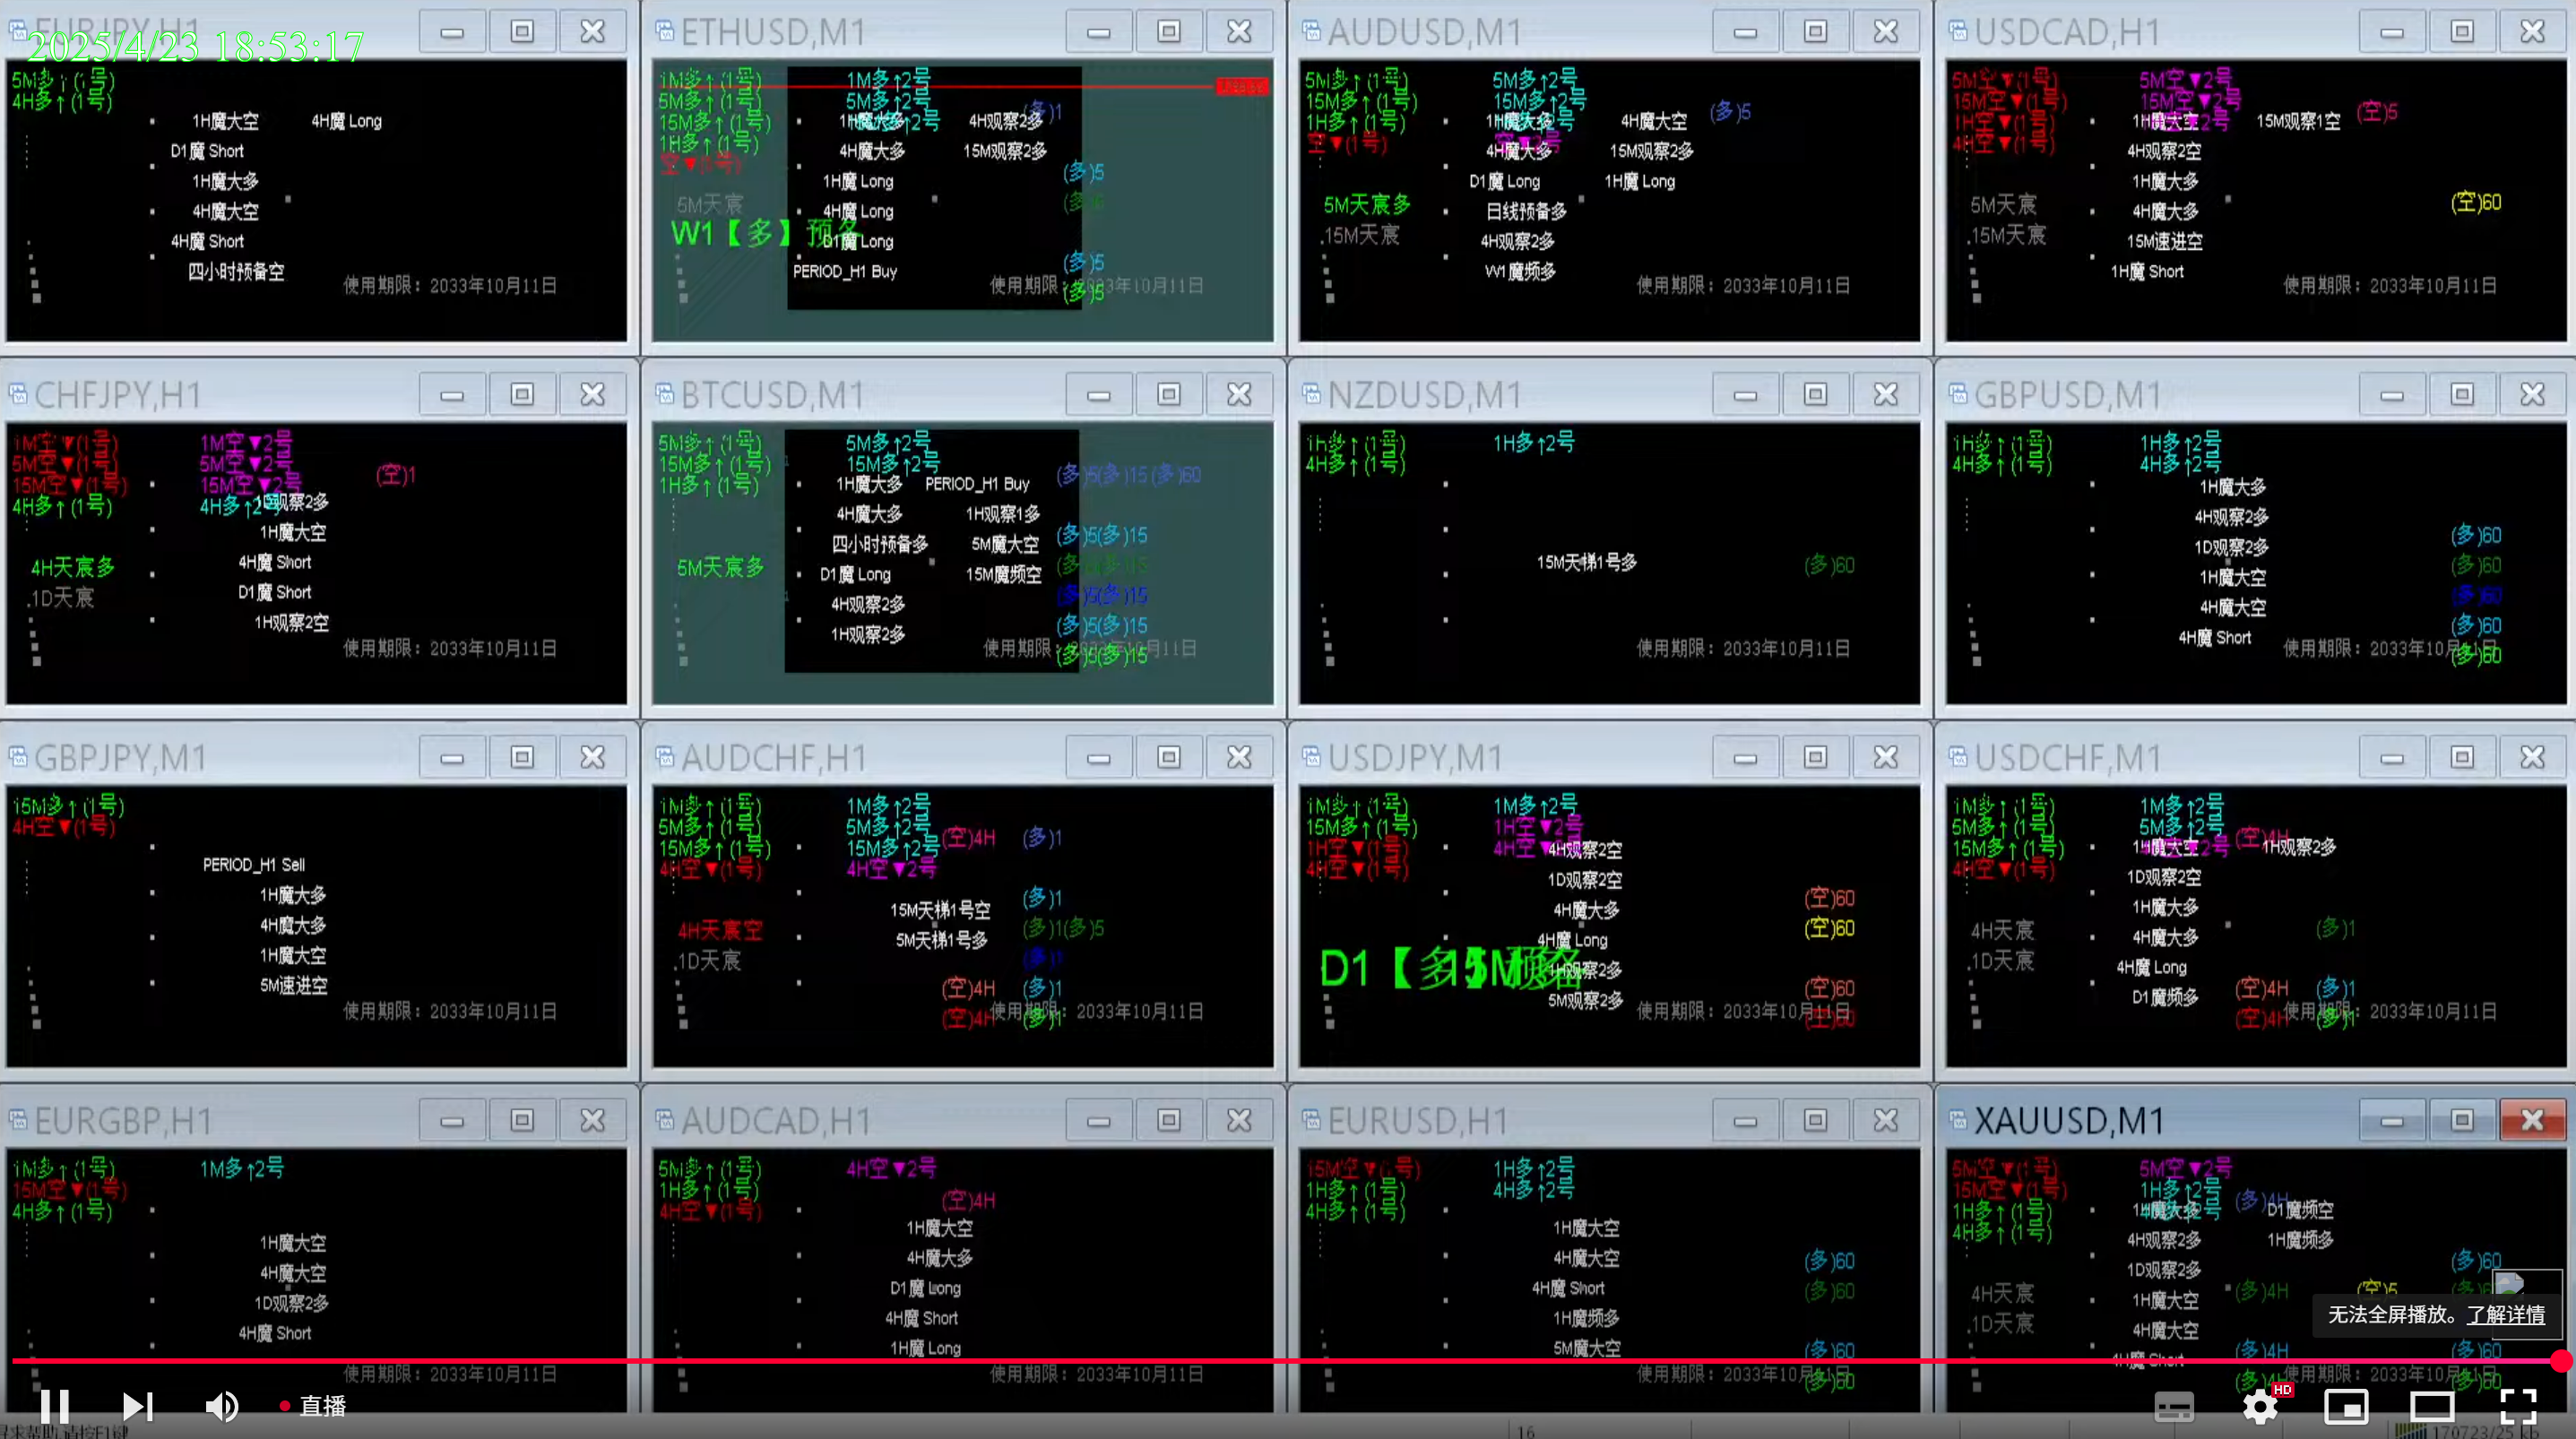 EURJPY,H1
2025/4/23 18:53:17
5M多↑(1号)
4H多↑(1号)
1H魔大空 4H魔 Long
D1魔 Short
1H魔大多
4H魔大空
4H魔 Short
四小时预备空
使用期限：2033年10月11日
ETHUSD,M1
1M多↑(1号) 1M多↑2号
5M多↑(1号) 5M多↑2号
(多)1
15M多↑(1号) 1H魔大多 4H观察2多
1H多↑(1号) 4H魔大多 15M观察2多
空▼(1号)
(多)5
1H魔 Long
5M天宸 4H魔 Long
W1【多】预备
D1魔 Long
(多)5
PERIOD_H1 Buy
使用期限：2033年10月11日
(多)5
AUDUSD,M1
5M多↑(1号) 5M多↑2号
15M多↑(1号) 15M多↑2号
(多)5
1H多↑(1号) 1H魔大多 4H魔大空
空▼(1号) 4H魔大多 15M观察2多
D1魔 Long 1H魔 Long
5M天宸多 日线预备多
.15M天宸 4H观察2多
W1魔频多
使用期限：2033年10月11日
USDCAD,H1
5M空▼(1号) 5M空▼2号
15M空▼(1号) 15M空▼2号
(空)5
1H空▼(1号) 1H魔大空 15M观察1空
4H空▼(1号) 4H观察2空
1H魔大多
(空)60
5M天宸 4H魔大多
.15M天宸 15M速进空
1H魔 Short
使用期限：2033年10月11日
CHFJPY,H1
1M空▼(1号) 1M空▼2号
5M空▼(1号) 5M空▼2号
(空)1
15M空▼(1号) 15M空▼2号
4H多↑(1号) 4H多↑2号
1D观察2多
1H魔大空
4H魔 Short
4H天宸多
D1魔 Short
.1D天宸
1H观察2空
使用期限：2033年10月11日
BTCUSD,M1
5M多↑(1号) 5M多↑2号
15M多↑(1号) 15M多↑2号
(多)5(多)15(多)60
1H多↑(1号) 1H魔大多 PERIOD_H1 Buy
4H魔大多 1H观察1多
(多)5(多)15
四小时预备多 5M魔大空
5M天宸多
D1魔 Long 15M魔频空
(多)5(多)15
4H观察2多
(多)5(多)15
1H观察2多
使用期限：2033年10月11日
(多)5(多)15
NZDUSD,M1
1H多↑(1号) 1H多↑2号
4H多↑(1号)
15M天梯1号多 (多)60
使用期限：2033年10月11日
GBPUSD,M1
1H多↑(1号) 1H多↑2号
4H多↑(1号) 4H多↑2号
1H魔大多
4H观察2多
(多)60
1D观察2多
(多)60
1H魔大空
(多)60
4H魔大空
(多)60
4H魔 Short
使用期限：2033年10月11日
(多)60
GBPJPY,M1
15M多↑(1号)
4H空▼(1号)
PERIOD_H1 Sell
1H魔大多
4H魔大多
1H魔大空
5M速进空
使用期限：2033年10月11日
AUDCHF,H1
1M多↑(1号) 1M多↑2号
5M多↑(1号) 5M多↑2号
(空)4H (多)1
15M多↑(1号) 15M多↑2号
4H空▼(1号) 4H空▼2号
(多)1
15M天梯1号空
4H天宸空 (多)1(多)5
5M天梯1号多
.1D天宸 (多)1
(空)4H (多)1
使用期限：2033年10月11日
(空)4H (多)1
USDJPY,M1
1M多↑(1号) 1M多↑2号
15M多↑(1号) 1H空▼2号
1H空▼(1号) 4H空▼2号
4H观察2空
4H空▼(1号)
1D观察2空
(空)60
4H魔大多
(空)60
4H魔 Long
D1【多
1H观察2多
(空)60
5M观察2多
使用期限：2033年10月11日
USDCHF,M1
1M多↑(1号) 1M多↑2号
5M多↑(1号) 5M多↑2号
(空)4H
15M多↑(1号) 1H魔大空 1H观察2多
4H空▼(1号) 1D观察2空
1H魔大多
4H天宸 4H魔大多 (多)1
.1D天宸 4H魔 Long
(空)4H (多)1
D1魔频多
使用期限：2033年10月11日
(空)4H (多)1
EURGBP,H1
1M多↑(1号) 1M多↑2号
15M空▼(1号)
4H多↑(1号)
1H魔大空
4H魔大空
1D观察2多
4H魔 Short
使用期限：2033年10月11日
AUDCAD,H1
5M多↑(1号) 4H空▼2号
1H多↑(1号) (空)4H
4H空▼(1号)
1H魔大空
4H魔大多
D1魔 Long
4H魔 Short
1H魔 Long
使用期限：2033年10月11日
EURUSD,H1
15M空▼(1号) 1H多↑2号
1H多↑(1号) 4H多↑2号
4H多↑(1号)
1H魔大空
4H魔大空 (多)60
4H魔 Short (多)60
1H魔频多
5M魔大空 (多)60
使用期限：2033年10月11日
(多)60
XAUUSD,M1
5M空▼(1号) 5M空▼2号
15M空▼(1号) 1H多↑2号
(多)4H
1H多↑(1号) D1魔频空
4H多↑(1号) 4H观察2多 1H魔频多
1D观察2多 (多)60
4H天宸 1H魔大空 (多)4H (空)5
.1D天宸 4H魔大空
无法全屏播放。了解详情
(多)4H (多)60
4H魔 Short
使用期限：2033年10月11日
(多)60
直播
HD
16
170723/25 kb